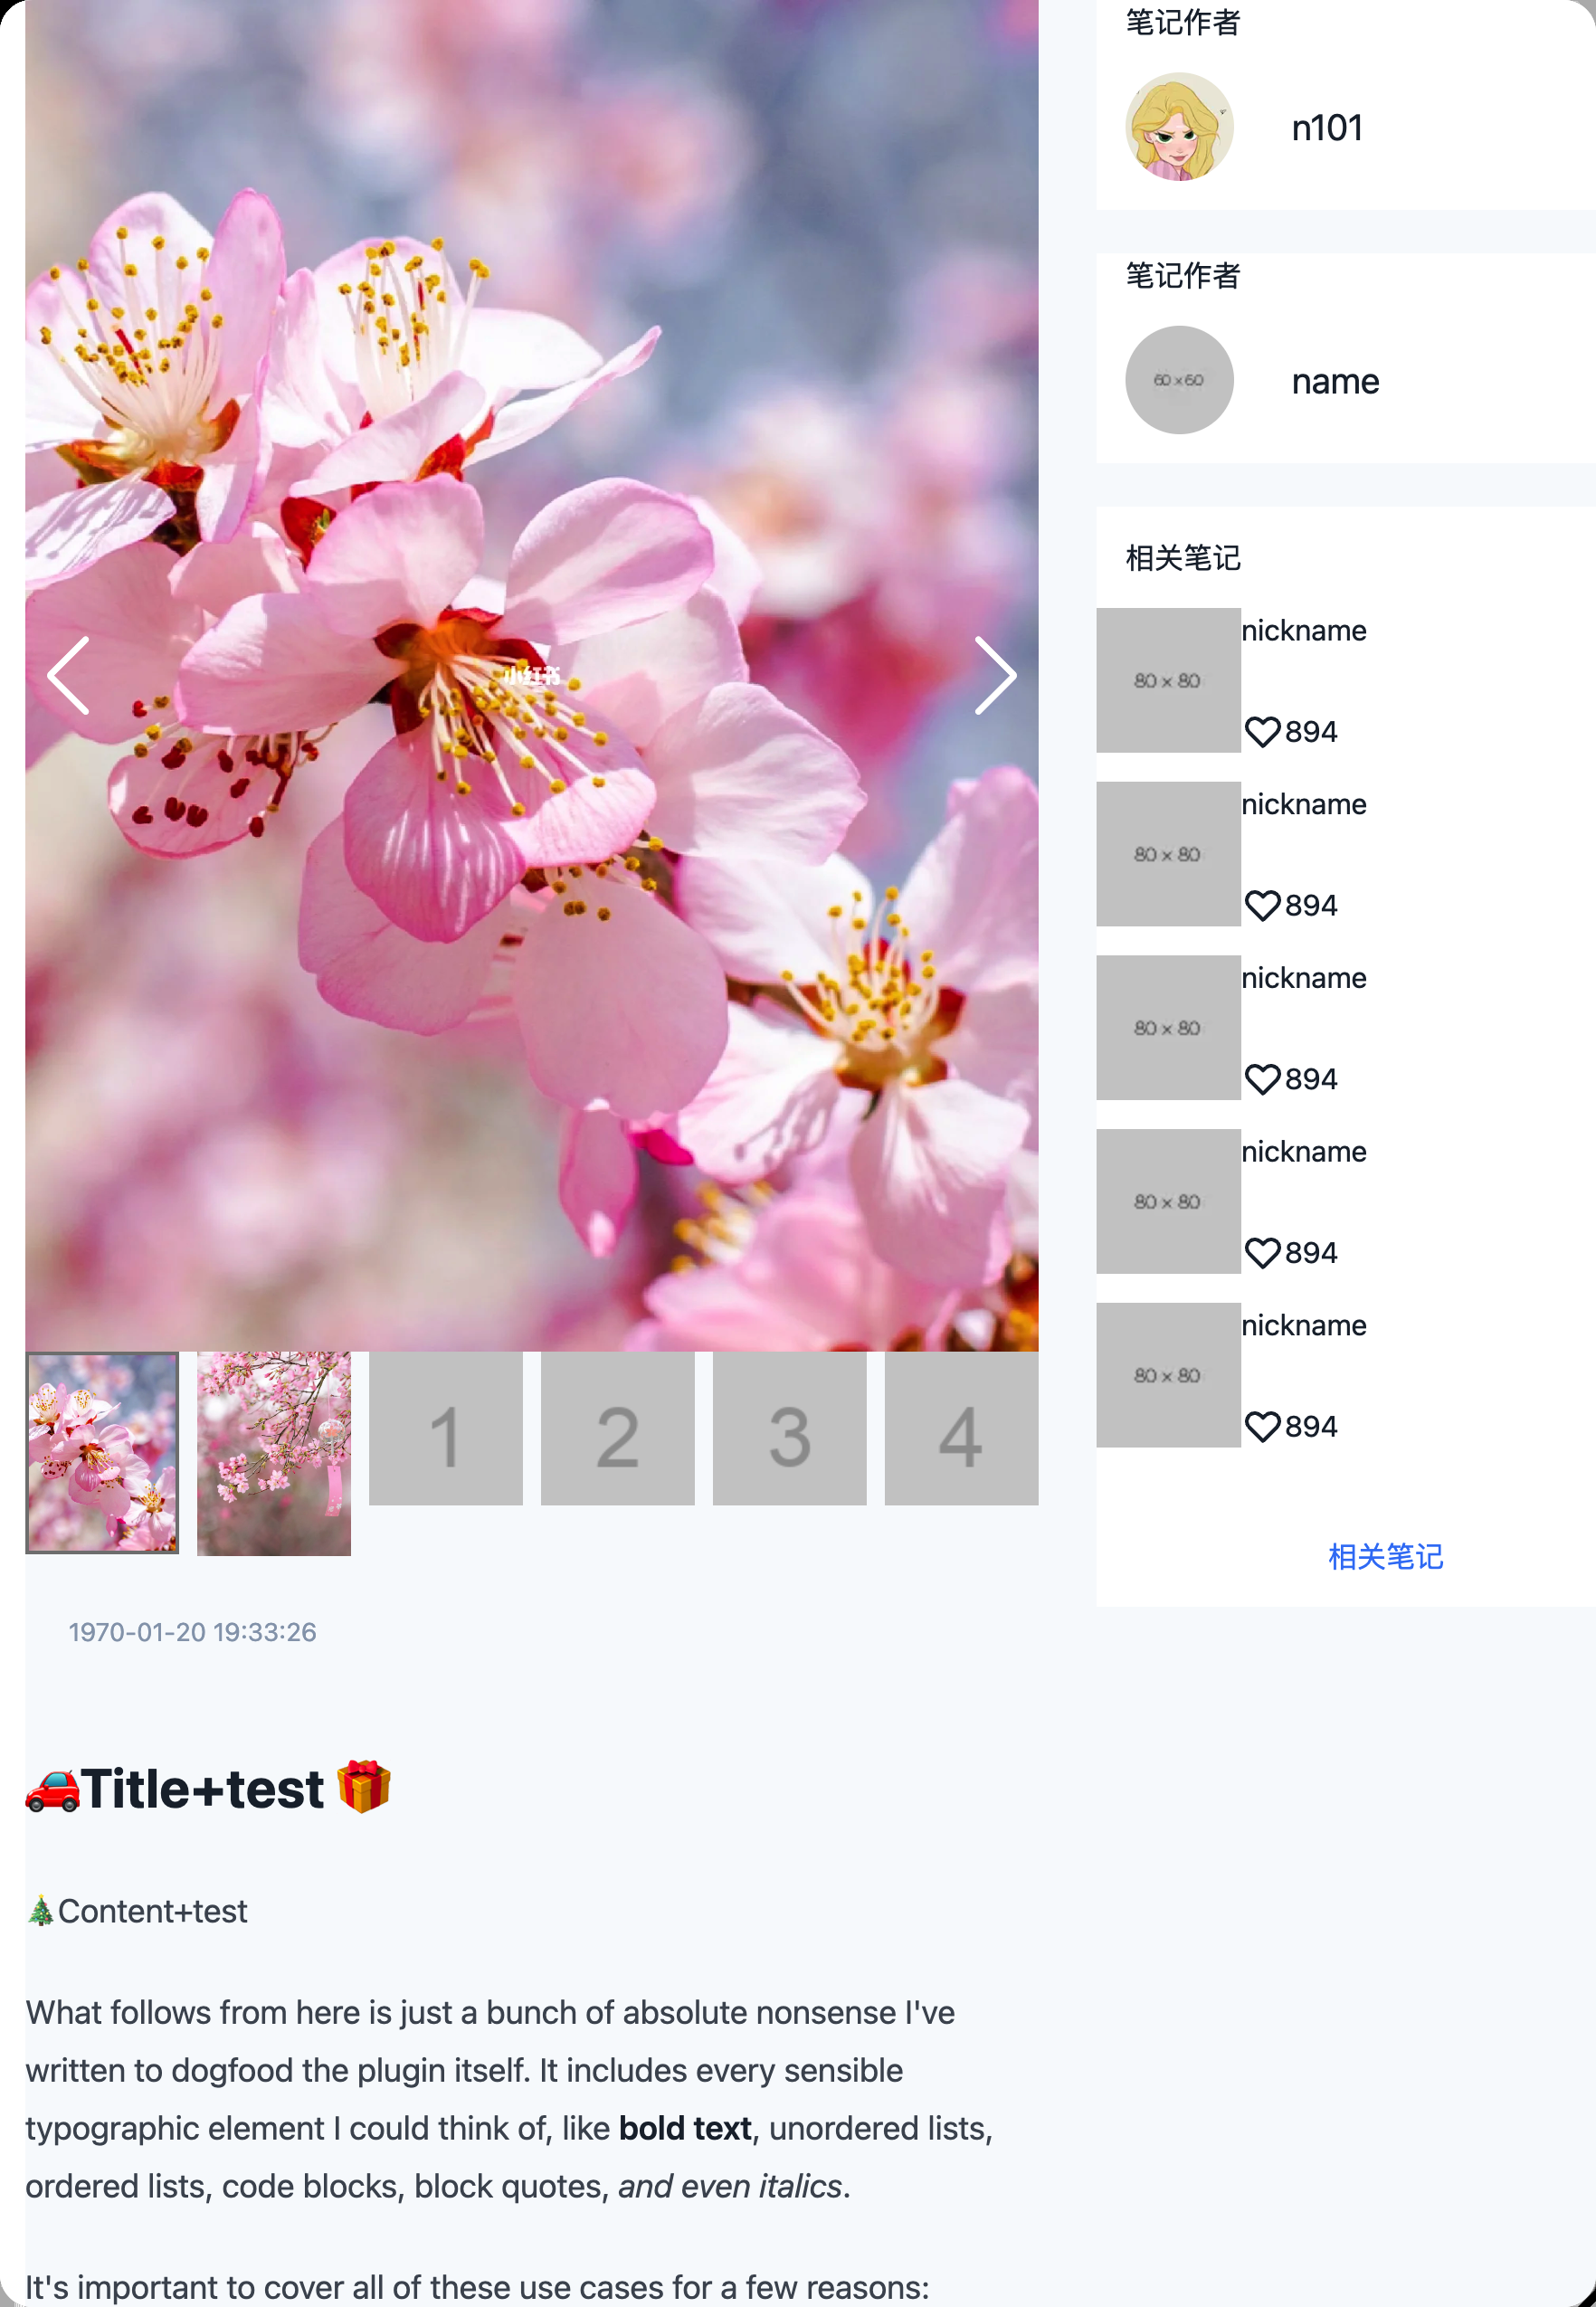 小红书
1
2
3
4
1970-01-20 19:33:26
🚗Title+test 🎁
🎄Content+test
What follows from here is just a bunch of absolute nonsense I've
written to dogfood the plugin itself. It includes every sensible
typographic element I could think of, like bold text, unordered lists,
ordered lists, code blocks, block quotes, and even italics.
It's important to cover all of these use cases for a few reasons:
笔记作者
n101
笔记作者
60×60
name
相关笔记
80×80
nickname
894
80×80
nickname
894
80×80
nickname
894
80×80
nickname
894
80×80
nickname
894
相关笔记